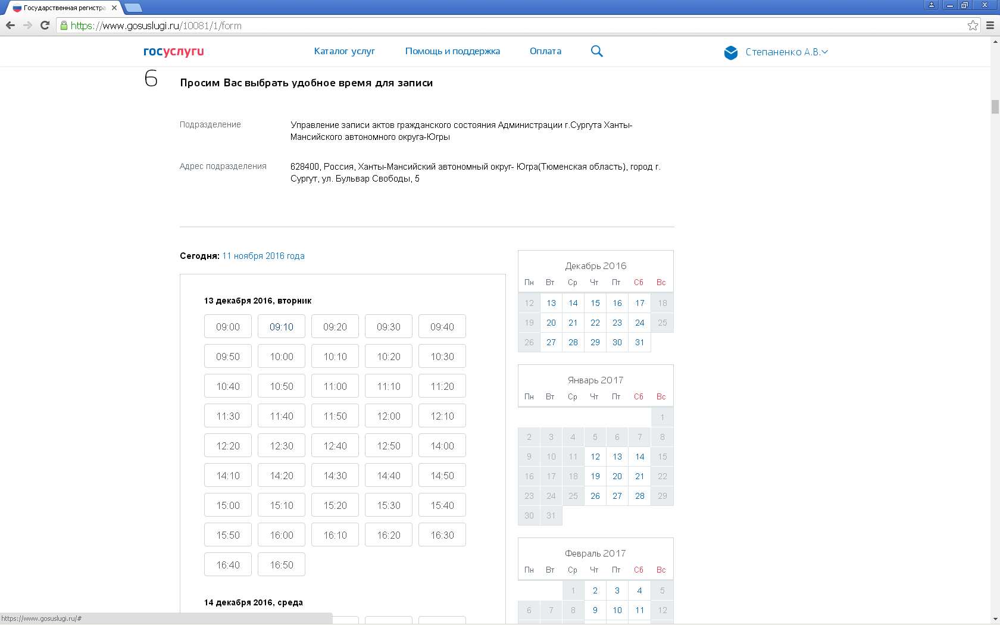 Государственная регистра
https://www.gosuslugi.ru/10081/1/form
госуслуги
Каталог услуг
Помощь и поддержка
Оплата
Степаненко А.В.
6
Просим Вас выбрать удобное время для записи
Подразделение
Управление записи актов гражданского состояния Администрации г.Сургута Ханты-
Мансийского автономного округа-Югры
Адрес подразделения
628400, Россия, Ханты-Мансийский автономный округ- Югра(Тюменская область), город г.
Сургут, ул. Бульвар Свободы, 5
Сегодня: 11 ноября 2016 года
13 декабря 2016, вторник
09:00 09:10 09:20 09:30 09:40
09:50 10:00 10:10 10:20 10:30
10:40 10:50 11:00 11:10 11:20
11:30 11:40 11:50 12:00 12:10
12:20 12:30 12:40 12:50 14:00
14:10 14:20 14:30 14:40 14:50
15:00 15:10 15:20 15:30 15:40
15:50 16:00 16:10 16:20 16:30
16:40 16:50
14 декабря 2016, среда
Декабрь 2016
Пн Вт Ср Чт Пт Сб Вс
12 13 14 15 16 17 18
19 20 21 22 23 24 25
26 27 28 29 30 31
Январь 2017
Пн Вт Ср Чт Пт Сб Вс
1
2 3 4 5 6 7 8
9 10 11 12 13 14 15
16 17 18 19 20 21 22
23 24 25 26 27 28 29
30 31
Февраль 2017
Пн Вт Ср Чт Пт Сб Вс
1 2 3 4 5
6 7 8 9 10 11 12
https://www.gosuslugi.ru/#